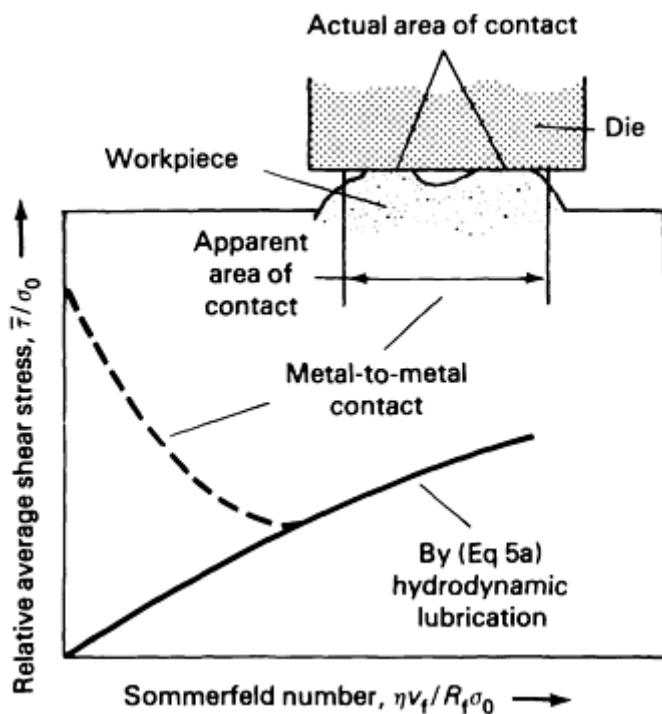 Actual area of contact
Die
Workpiece
Apparent
area of
contact
Metal-to-metal
contact
By (Eq 5a)
hydrodynamic
lubrication
Relative average shear stress, τ̅/σ₀
Sommerfeld number, ηv_f/R_fσ₀